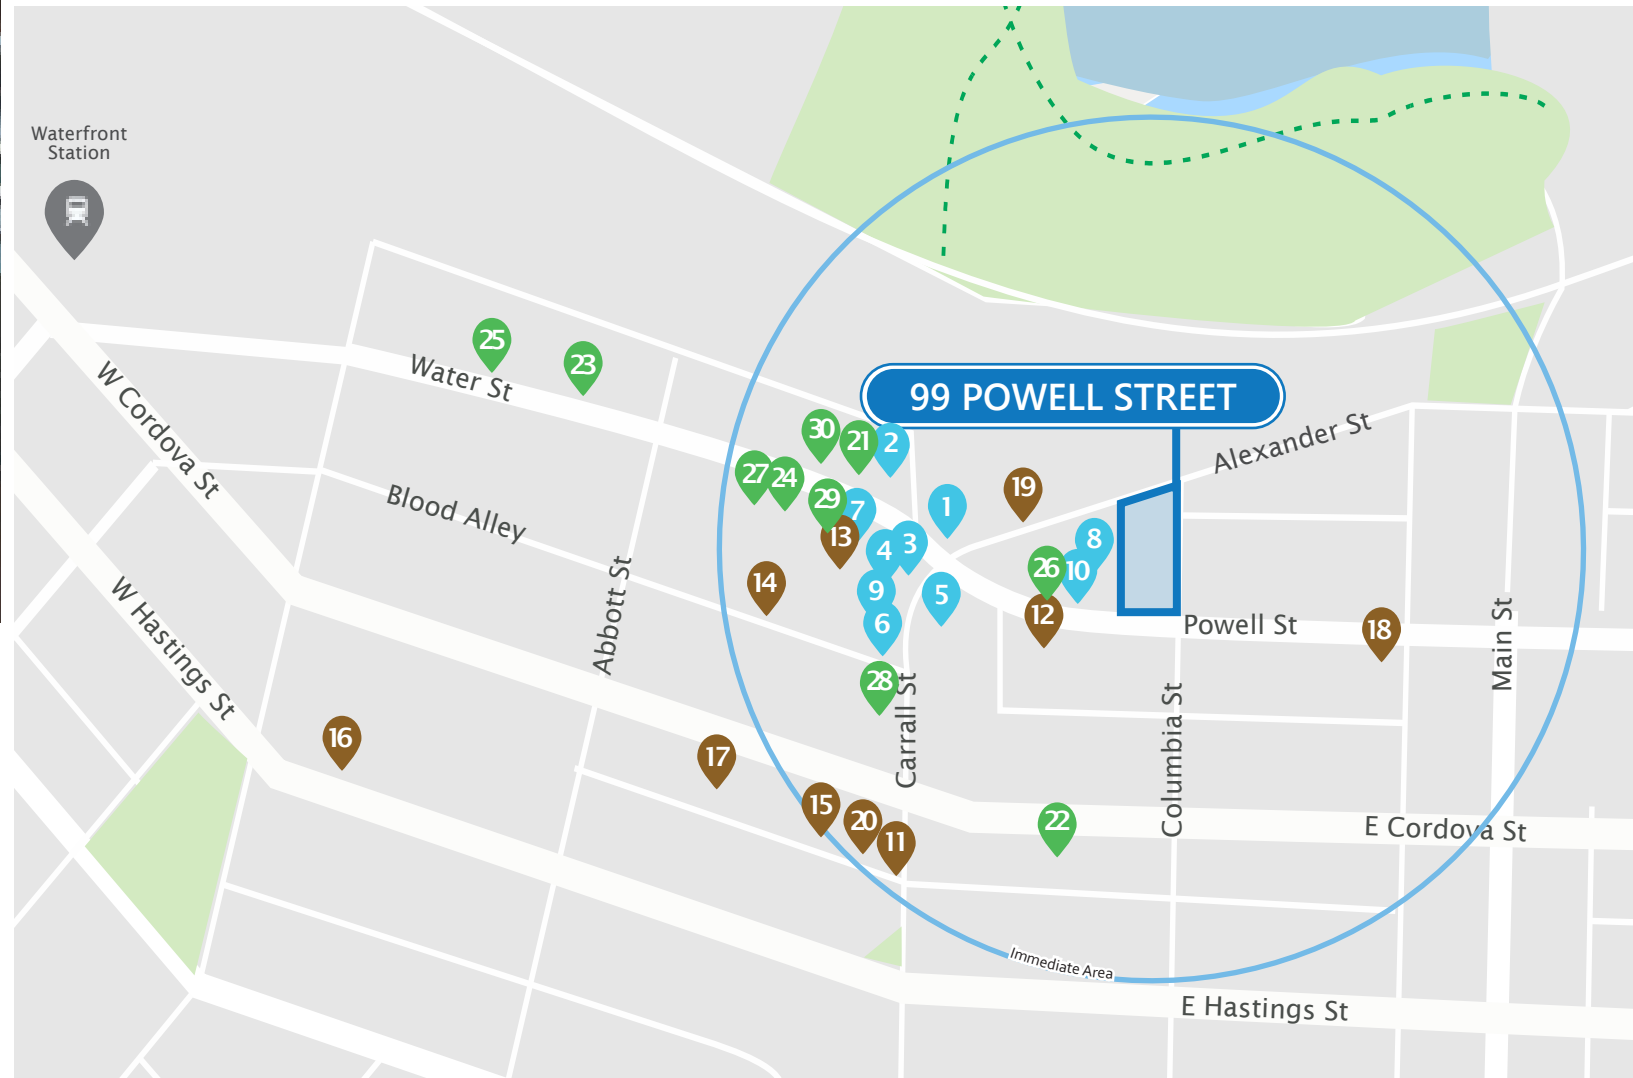 Waterfront
Station
25
23
Water St
99 POWELL STREET
W Cordova St
30
21
2
Alexander St
27
24
29
7
1
19
Blood Alley
13
4
3
8
26
10
14
9
5
6
12
Powell St
18
Abbott St
W Hastings St
Main St
28
Carrall St
Columbia St
16
17
15
20
11
22
E Cordova St
Immediate Area
E Hastings St